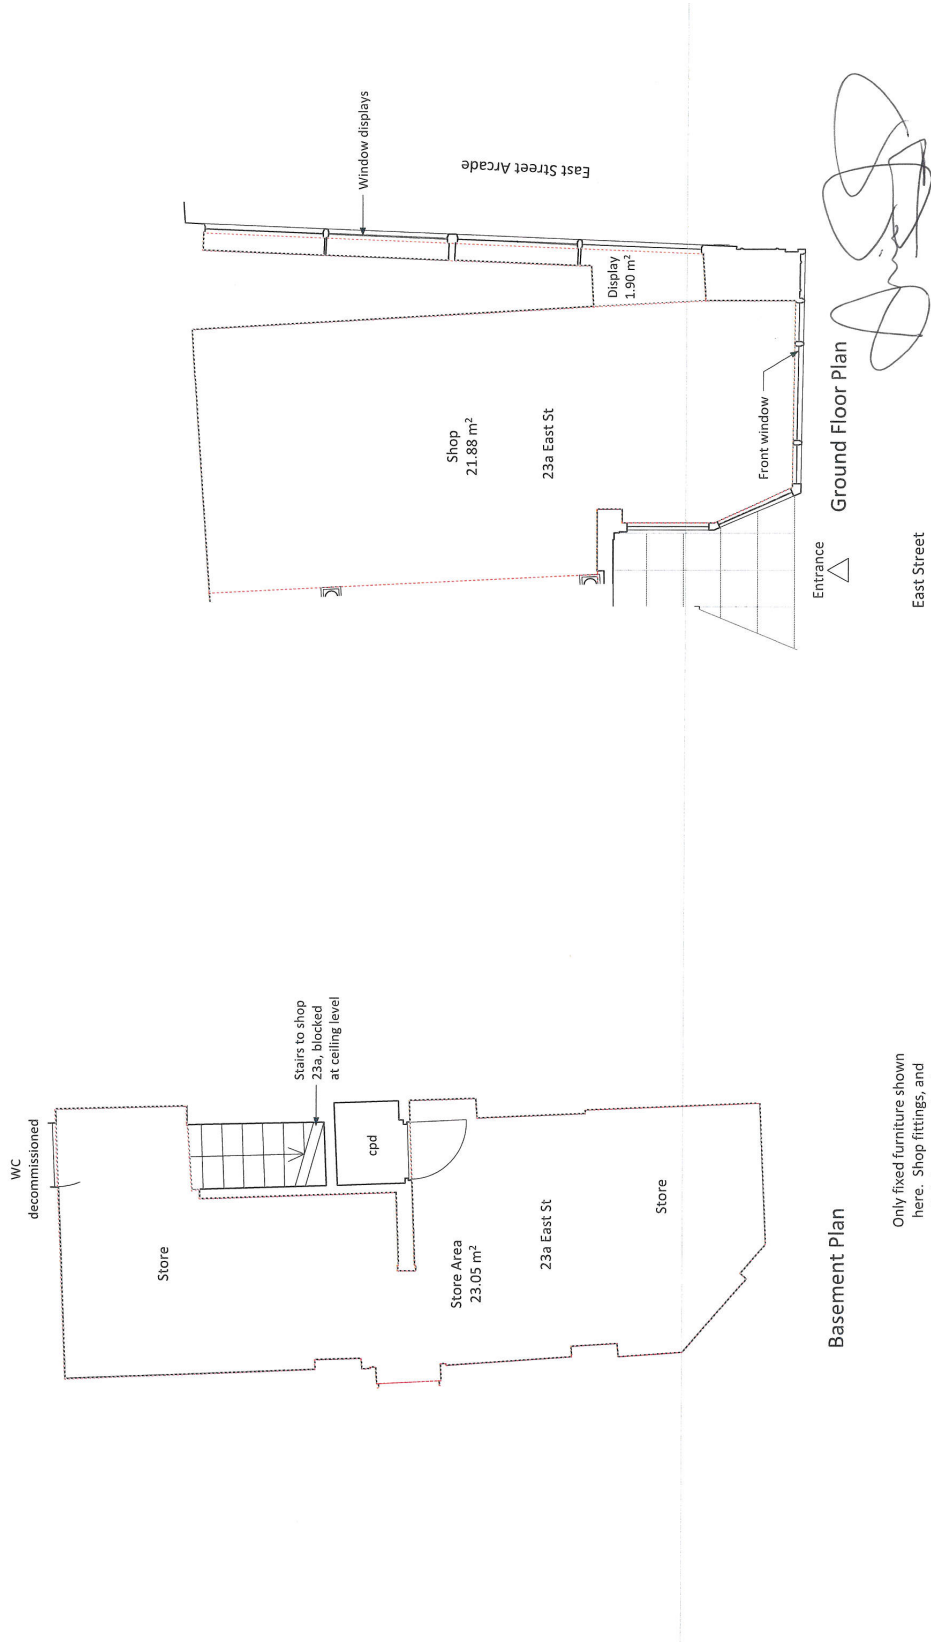 WC
decommissioned
Store
Stairs to shop
23a, blocked
at ceiling level
cpd
Store Area
23.05 m²
23a East St
Store
Basement Plan
Only fixed furniture shown
here. Shop fittings, and
Window displays
East Street Arcade
Display
1.90 m²
Shop
21.88 m²
23a East St
Front window
Entrance
Ground Floor Plan
East Street